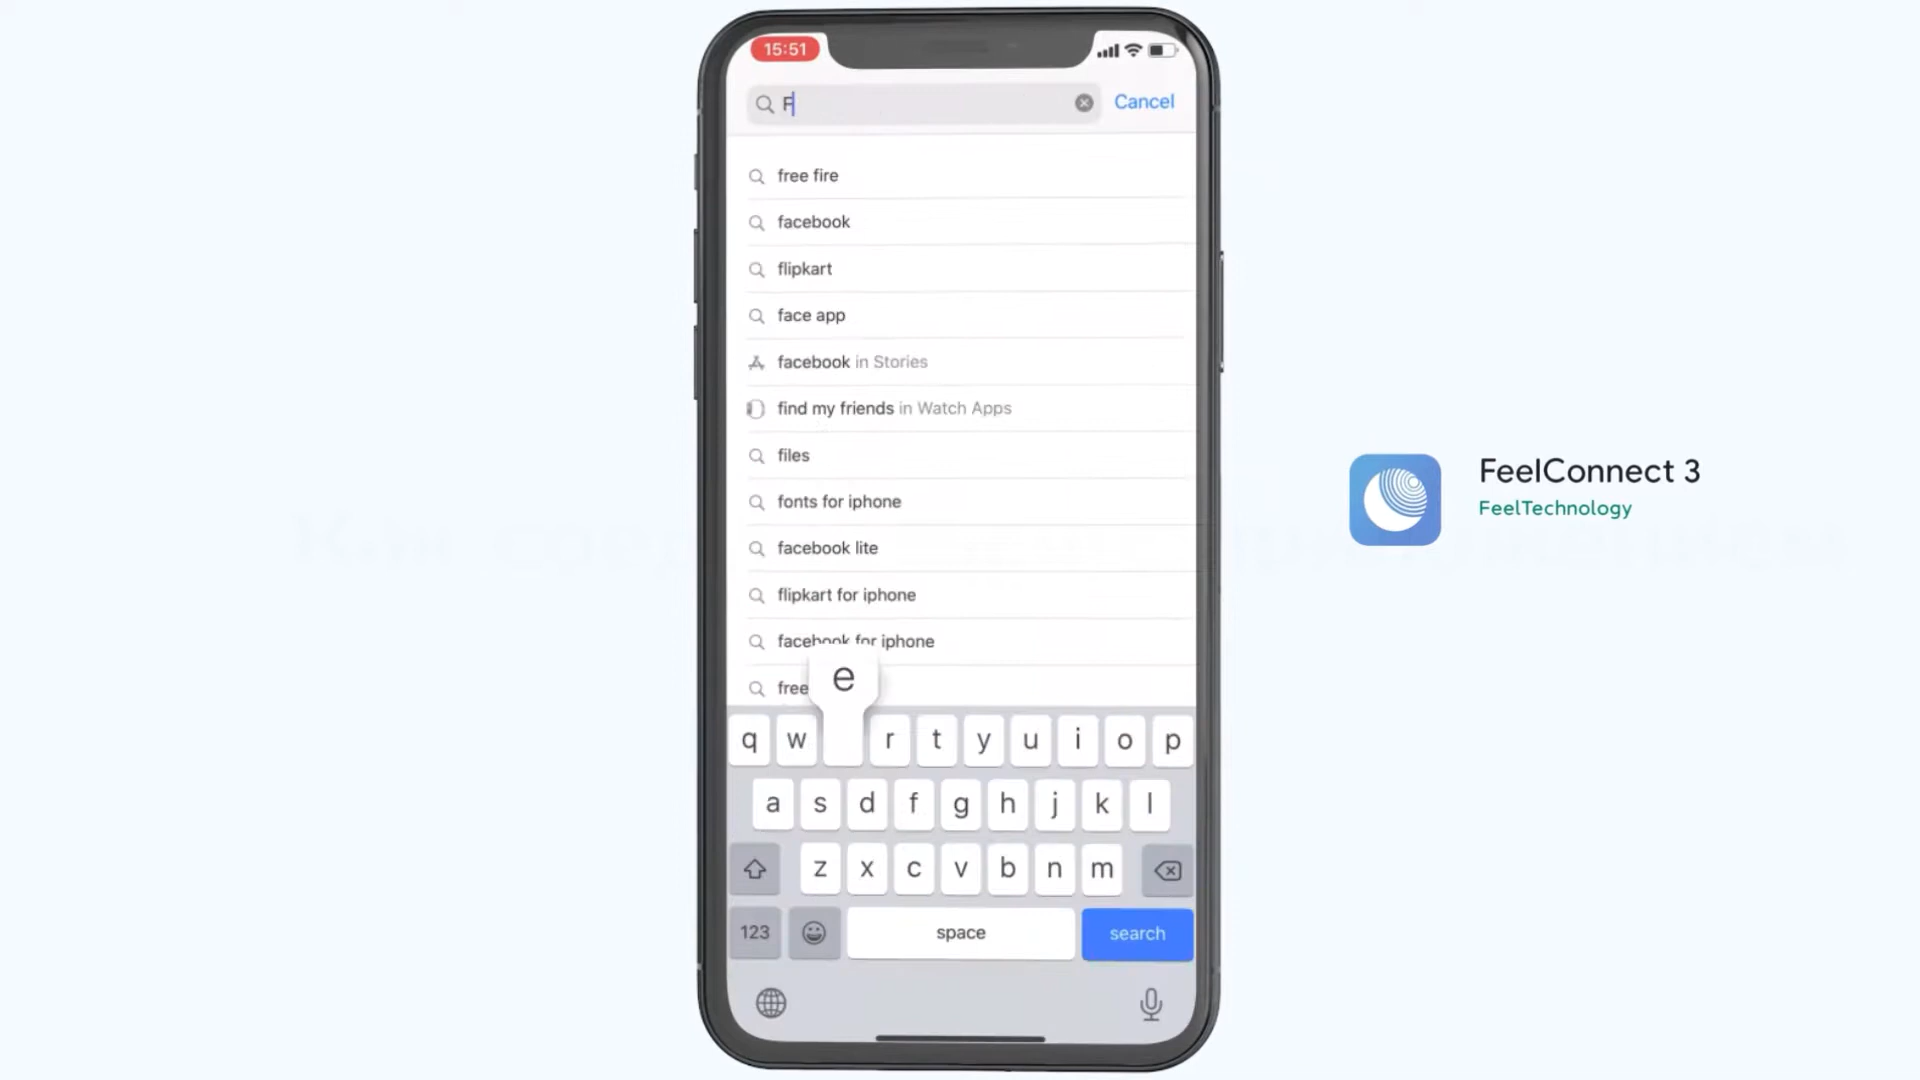 15:51
F
Cancel
free fire
facebook
flipkart
face app
facebook in Stories
find my friends in Watch Apps
files
fonts for iphone
facebook lite
flipkart for iphone
facebook for iphone
free
e
q w r t y u i o p
a s d f g h j k l
z x c v b n m
123 space search
FeelConnect 3
FeelTechnology